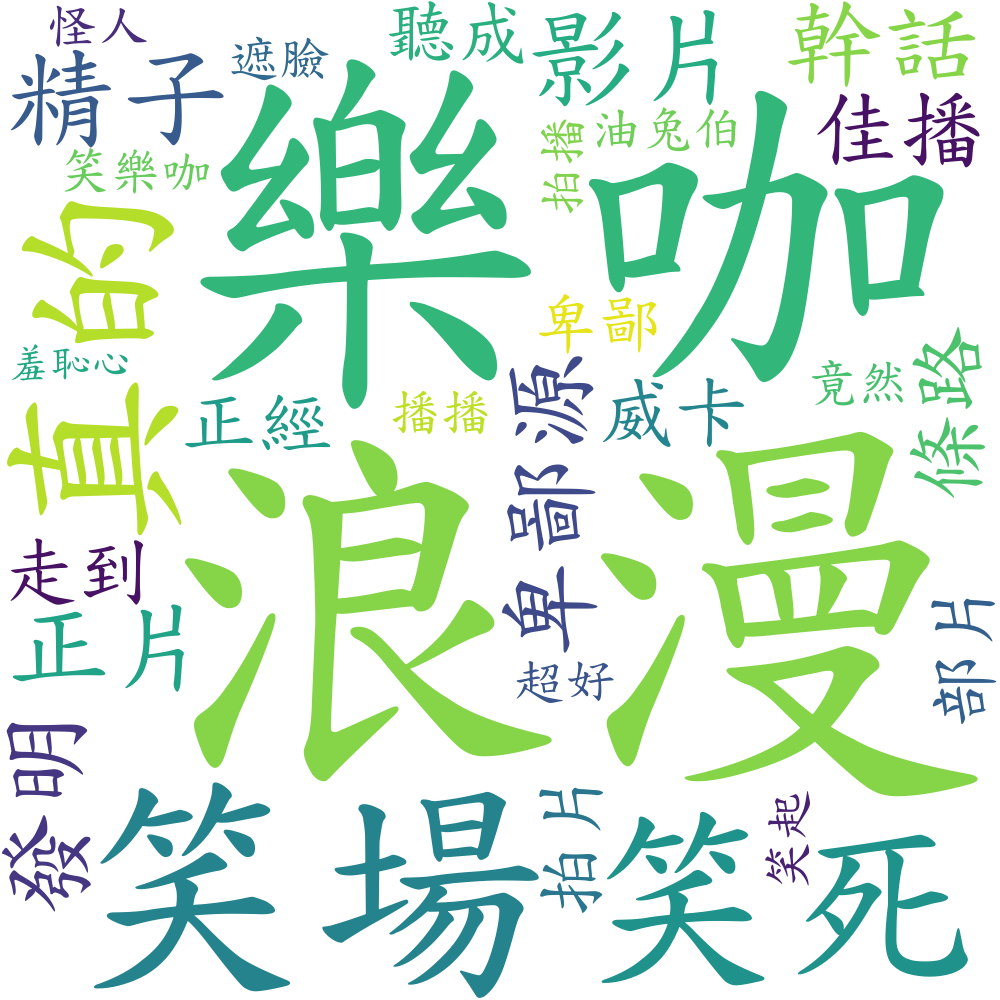 怪人
遮臉
聽成
影片
幹話
精子
佳播
樂咖
拍播
油兔伯
笑樂咖
真的
卑鄙
羞恥心
正經
播播
卑鄙源
威卡
竟然
條路
浪漫
走到
正片
超好
部片
發明
笑場
拍片
笑死
笑起